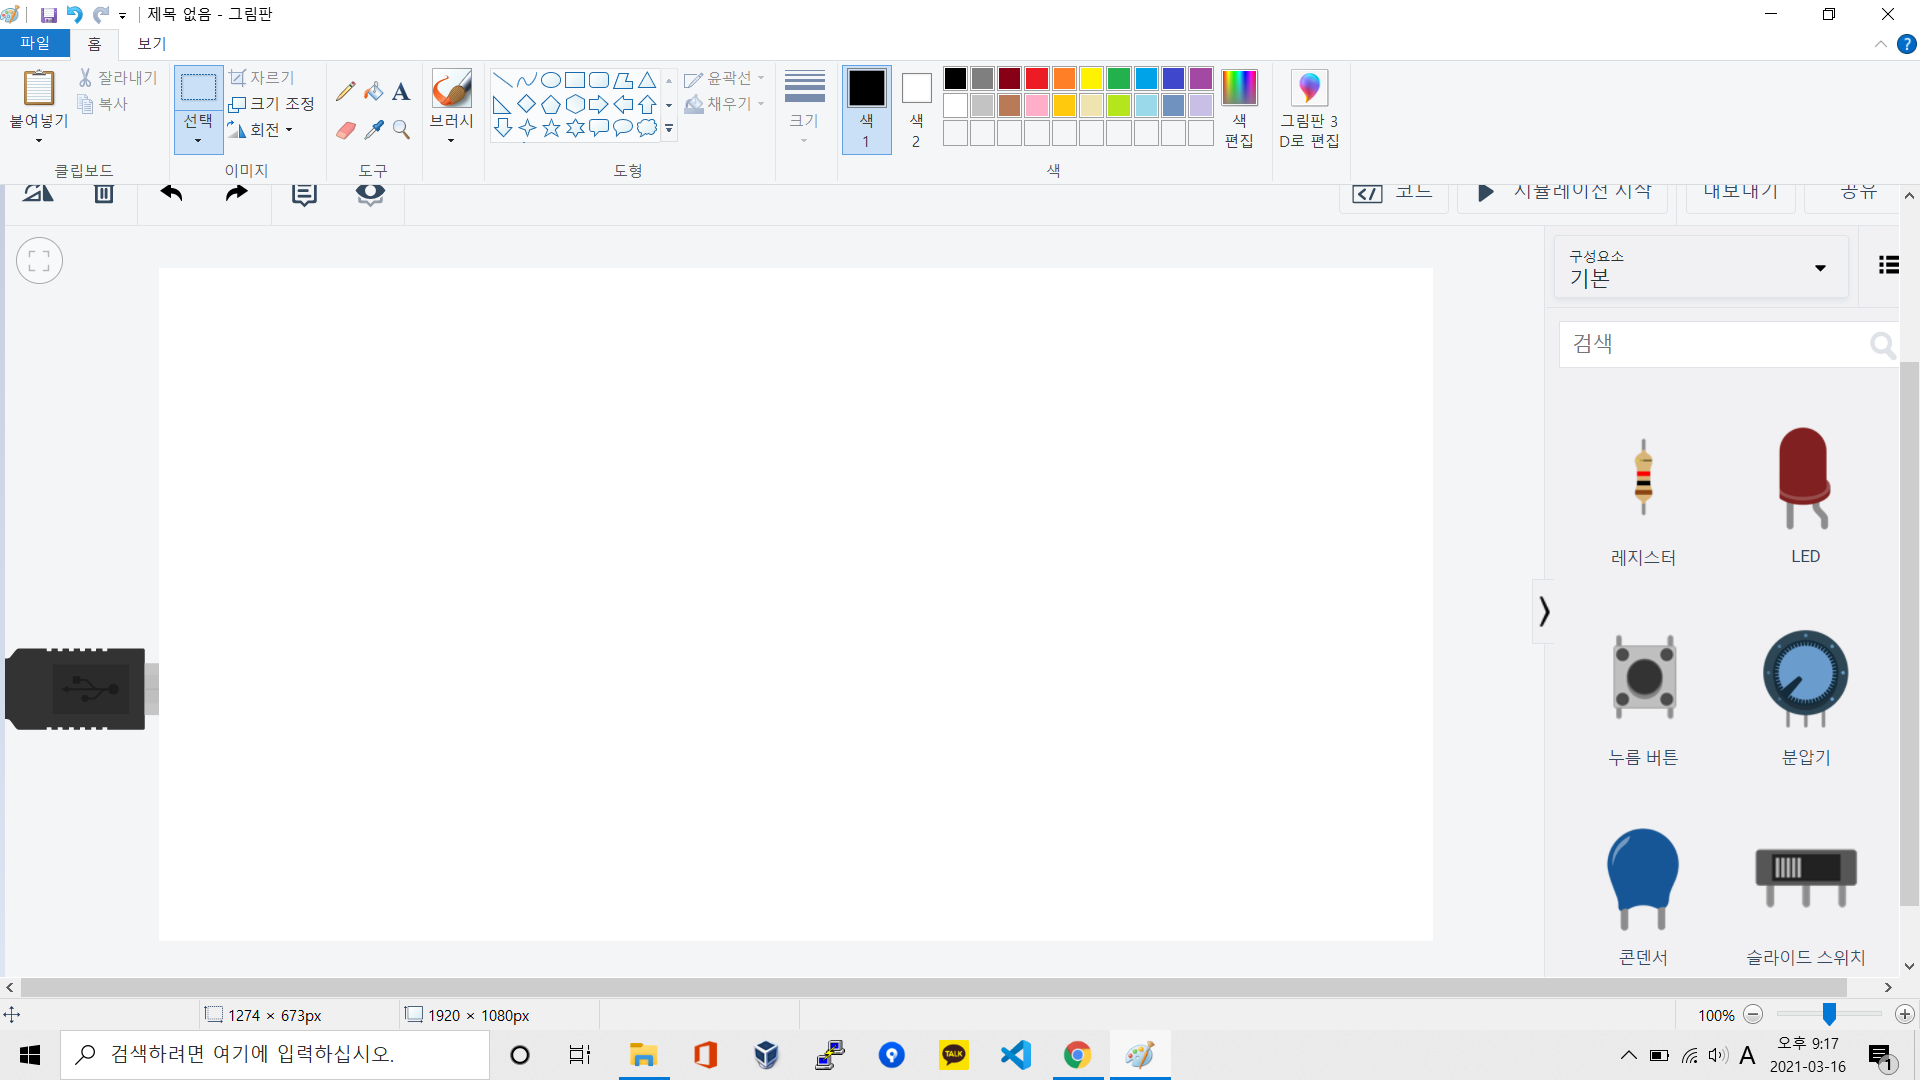 제목 없음 - 그림판
파일 홈 보기
붙여넣기
잘라내기
복사
클립보드
선택
자르기
크기 조정
회전
이미지
A
도구
브러시
도형
윤곽선
채우기
크기
색
1
색
2
색
편집
색
그림판 3
D로 편집
코드
시뮬레이션 시작
내보내기
공유
구성요소
기본
검색
레지스터
LED
누름 버튼
분압기
콘덴서
슬라이드 스위치
1274 × 673px
1920 × 1080px
100%
검색하려면 여기에 입력하십시오.
TALK
A
오후 9:17
2021-03-16
1